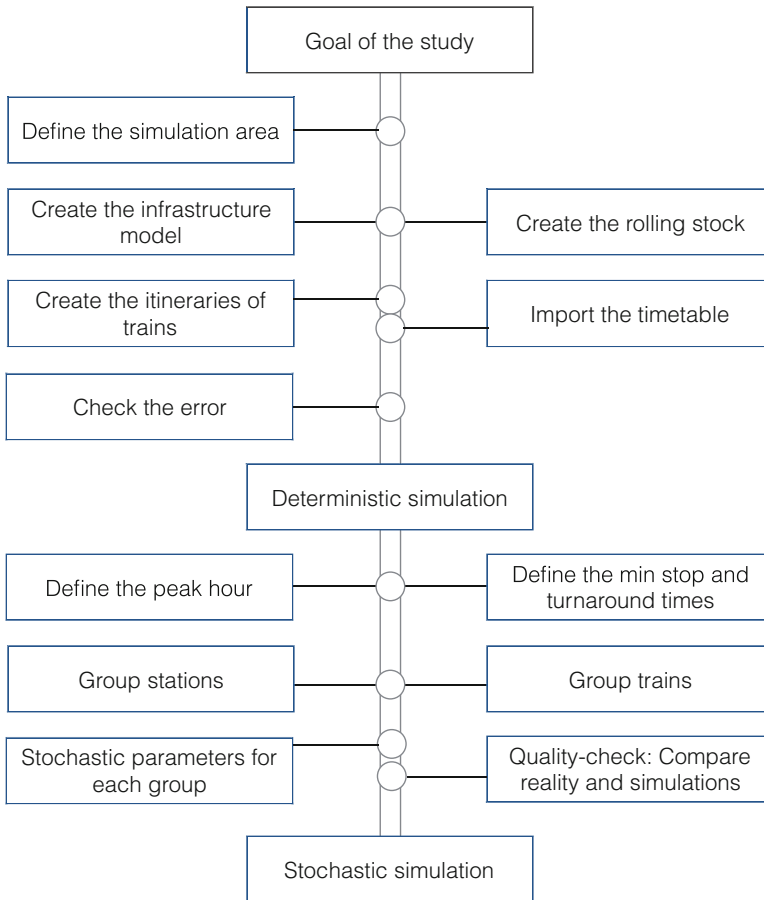 Goal of the study
Define the simulation area
Create the infrastructure
model
Create the rolling stock
Create the itineraries of
trains
Import the timetable
Check the error
Deterministic simulation
Define the peak hour
Define the min stop and
turnaround times
Group stations
Group trains
Stochastic parameters for
each group
Quality-check: Compare
reality and simulations
Stochastic simulation